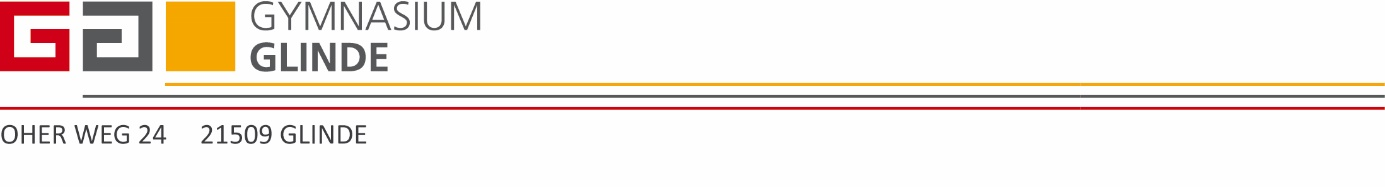 GYMNASIUM
GLINDE
OHER WEG 24 21509 GLINDE